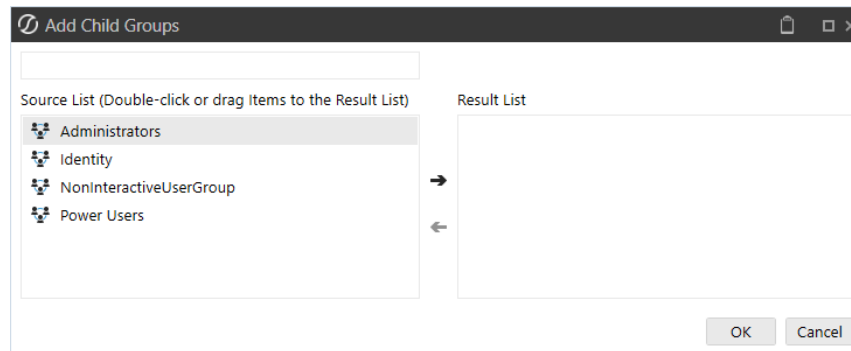 Add Child Groups
Source List (Double-click or drag Items to the Result List)
Result List
Administrators
Identity
NonInteractiveUserGroup
Power Users
OK
Cancel